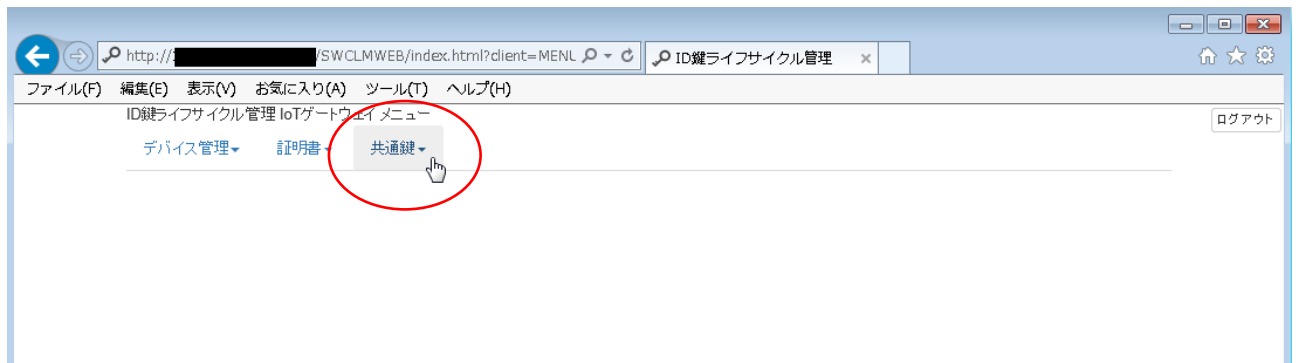 http:// /SWCLMWEB/index.html?client=MENU ID鍵ライフサイクル管理
ファイル(F) 編集(E) 表示(V) お気に入り(A) ツール(T) ヘルプ(H)
ID鍵ライフサイクル管理 IoTゲートウェイ メニュー
ログアウト
デバイス管理 証明書 共通鍵